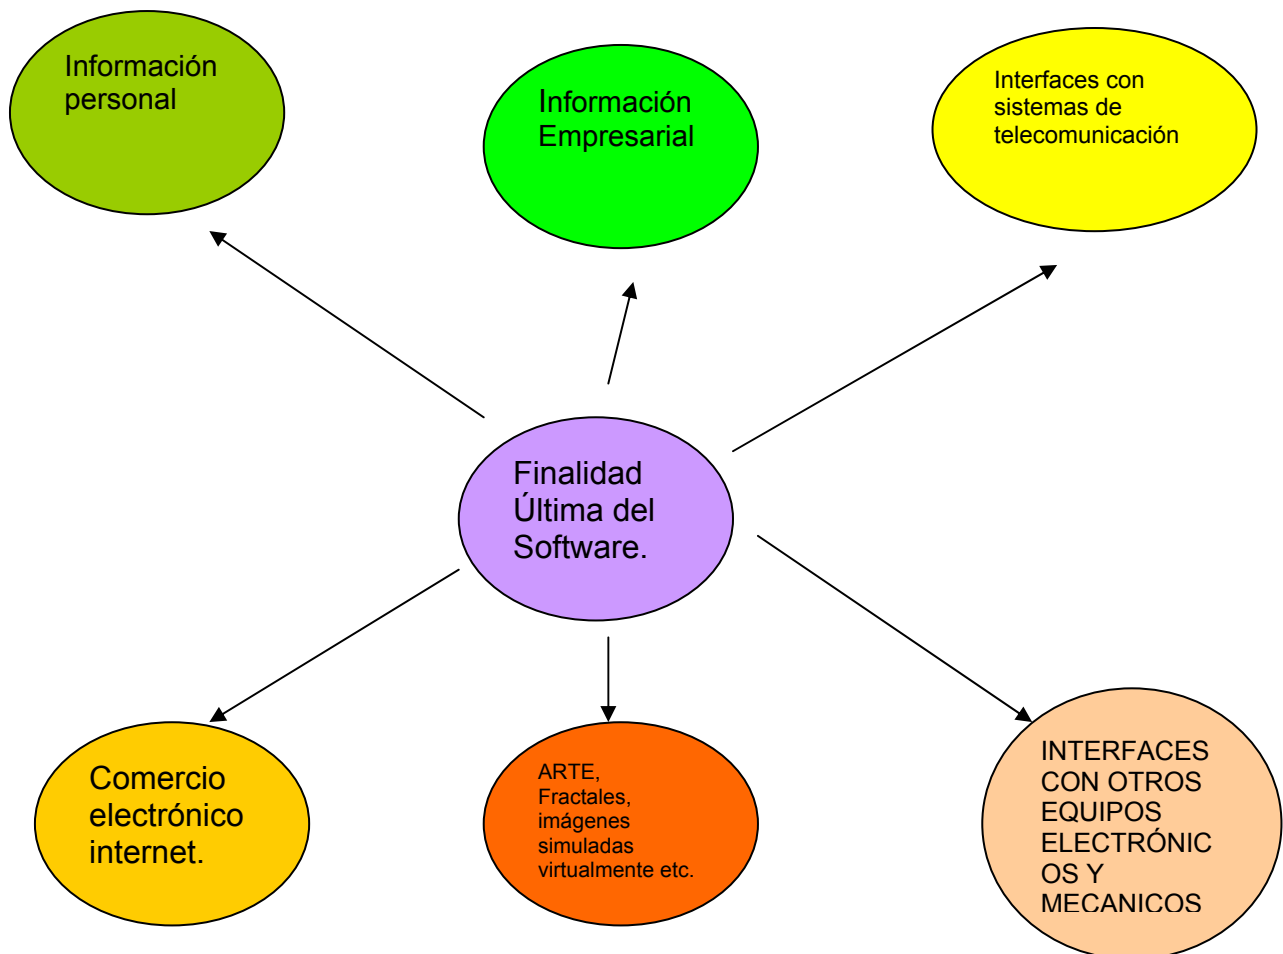 Información
personal
Información
Empresarial
Interfaces con
sistemas de
telecomunicación
Finalidad
Última del
Software.
Comercio
electrónico
internet.
ARTE,
Fractales,
imágenes
simuladas
virtualmente etc.
INTERFACES
CON OTROS
EQUIPOS
ELECTRÓNIC
OS Y
MECANICOS